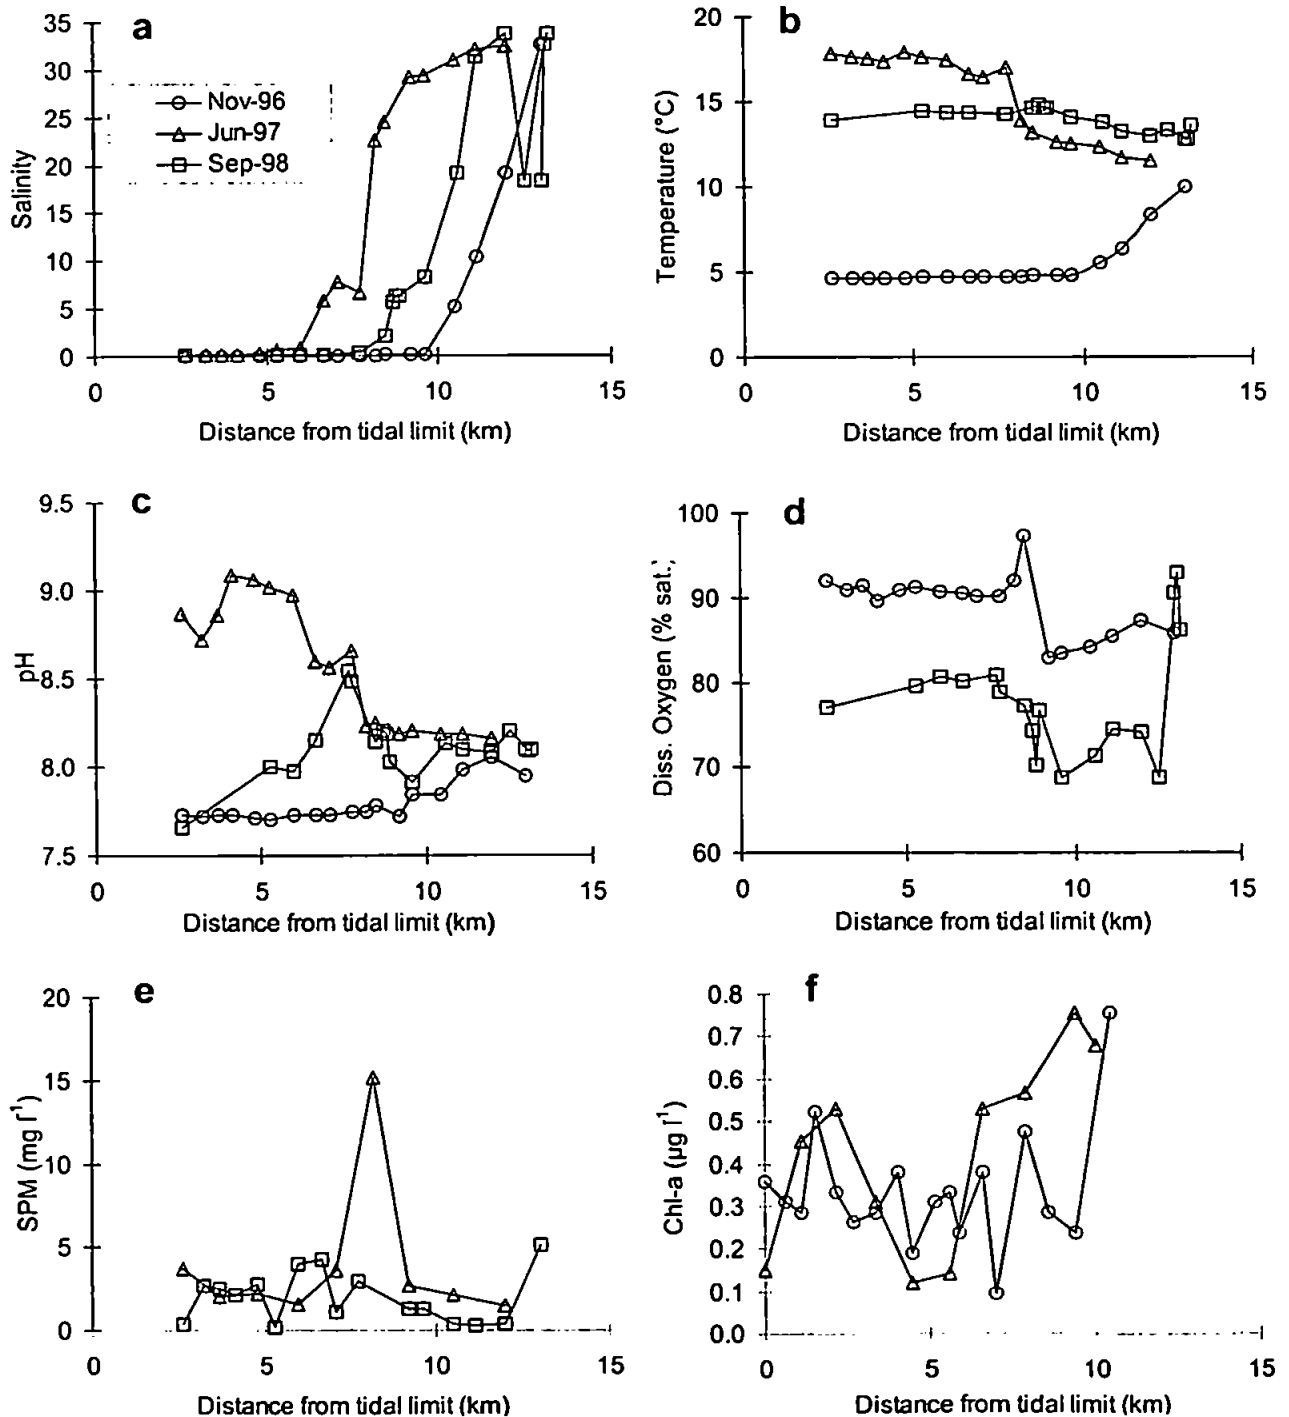 a
35
30
25
20
15
10
5
0
Salinity
Nov-96
Jun-97
Sep-98
0 5 10 15
Distance from tidal limit (km)
b
20
15
10
5
0
Temperature (°C)
0 5 10 15
Distance from tidal limit (km)
c
9.5
9.0
8.5
8.0
7.5
pH
0 5 10 15
Distance from tidal limit (km)
d
100
90
80
70
60
Diss. Oxygen (% sat.)
0 5 10 15
Distance from tidal limit (km)
e
20
15
10
5
0
SPM (mg l⁻¹)
0 5 10 15
Distance from tidal limit (km)
f
0.8
0.7
0.6
0.5
0.4
0.3
0.2
0.1
0.0
Chl-a (µg l⁻¹)
0 5 10 15
Distance from tidal limit (km)